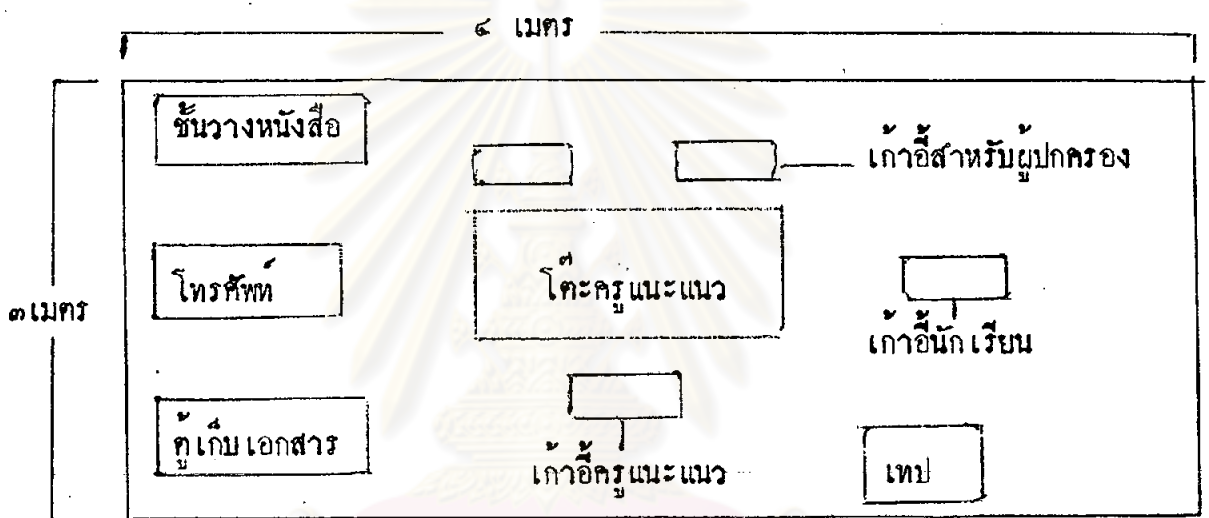 ๔ เมตร
ชั้นวางหนังสือ
เก้าอี้สำหรับผู้ปกครอง
โทรศัพท์
โต๊ะครูแนะแนว
๓ เมตร
เก้าอี้นักเรียน
ตู้เก็บเอกสาร
เก้าอี้ครูแนะแนว
เทป